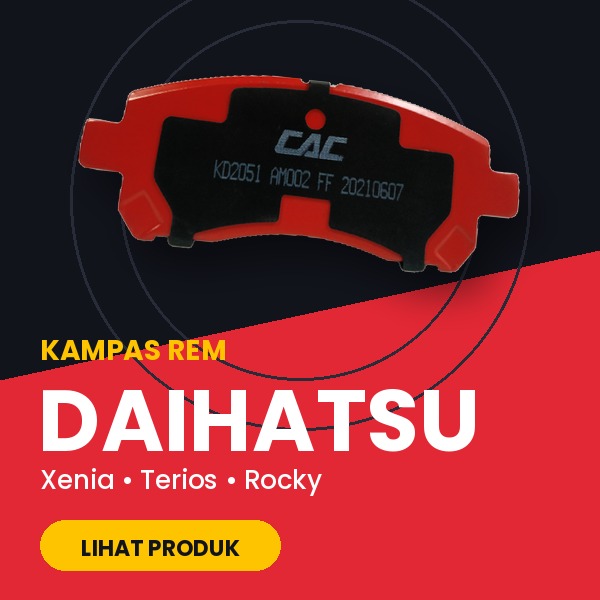 CAC
KD2051 AM002 FF 20210607
KAMPAS REM
DAIHATSU
Xenia • Terios • Rocky
LIHAT PRODUK